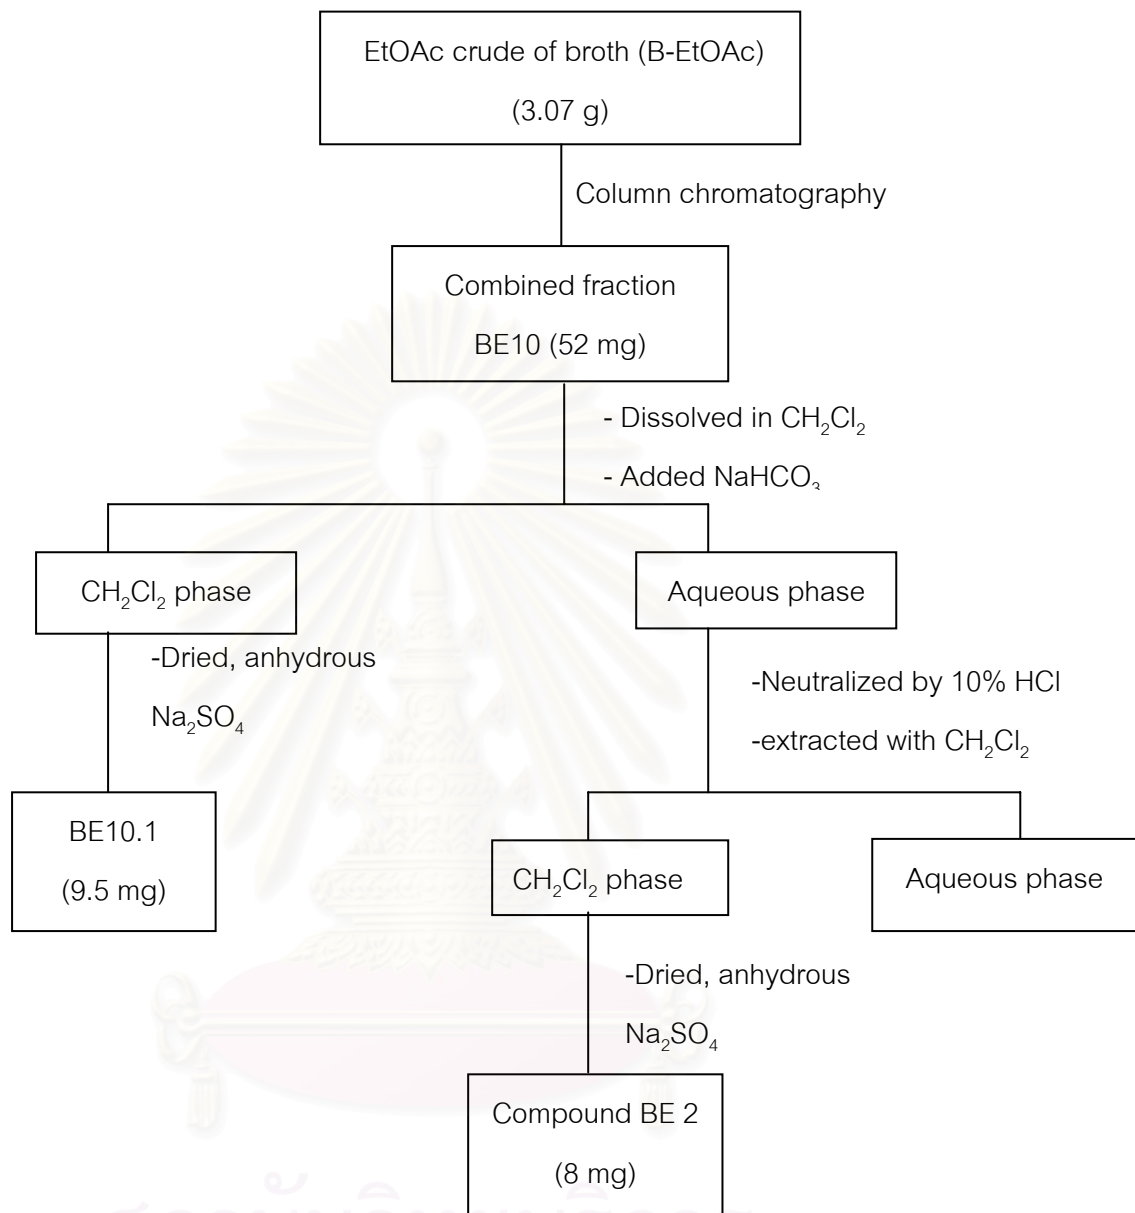 EtOAc crude of broth (B-EtOAc)
(3.07 g)
Column chromatography
Combined fraction
BE10 (52 mg)
- Dissolved in CH₂Cl₂
- Added NaHCO₃
CH₂Cl₂ phase
Aqueous phase
-Dried, anhydrous
Na₂SO₄
-Neutralized by 10% HCl
-extracted with CH₂Cl₂
BE10.1
(9.5 mg)
CH₂Cl₂ phase
Aqueous phase
-Dried, anhydrous
Na₂SO₄
Compound BE 2
(8 mg)